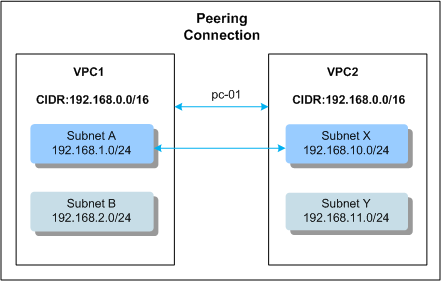 Peering
Connection
VPC1
CIDR:192.168.0.0/16
Subnet A
192.168.1.0/24
Subnet B
192.168.2.0/24
pc-01
VPC2
CIDR:192.168.0.0/16
Subnet X
192.168.10.0/24
Subnet Y
192.168.11.0/24